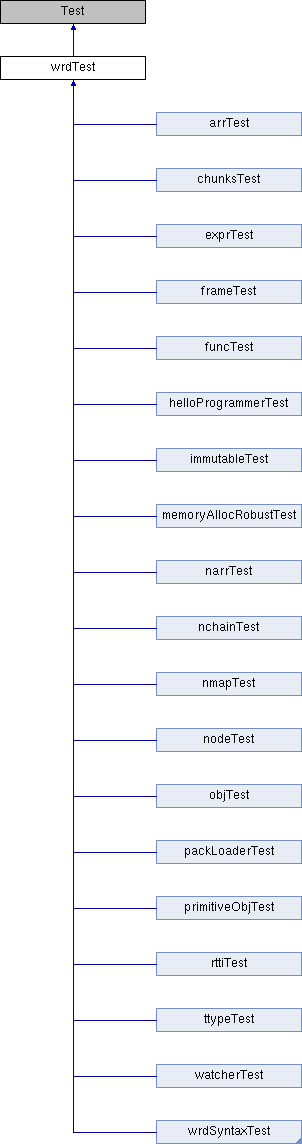 Test
wrdTest
arrTest
chunksTest
exprTest
frameTest
funcTest
helloProgrammerTest
immutableTest
memoryAllocRobustTest
narrTest
nchainTest
nmapTest
nodeTest
objTest
packLoaderTest
primitiveObjTest
rttiTest
ttypeTest
watcherTest
wrdSyntaxTest